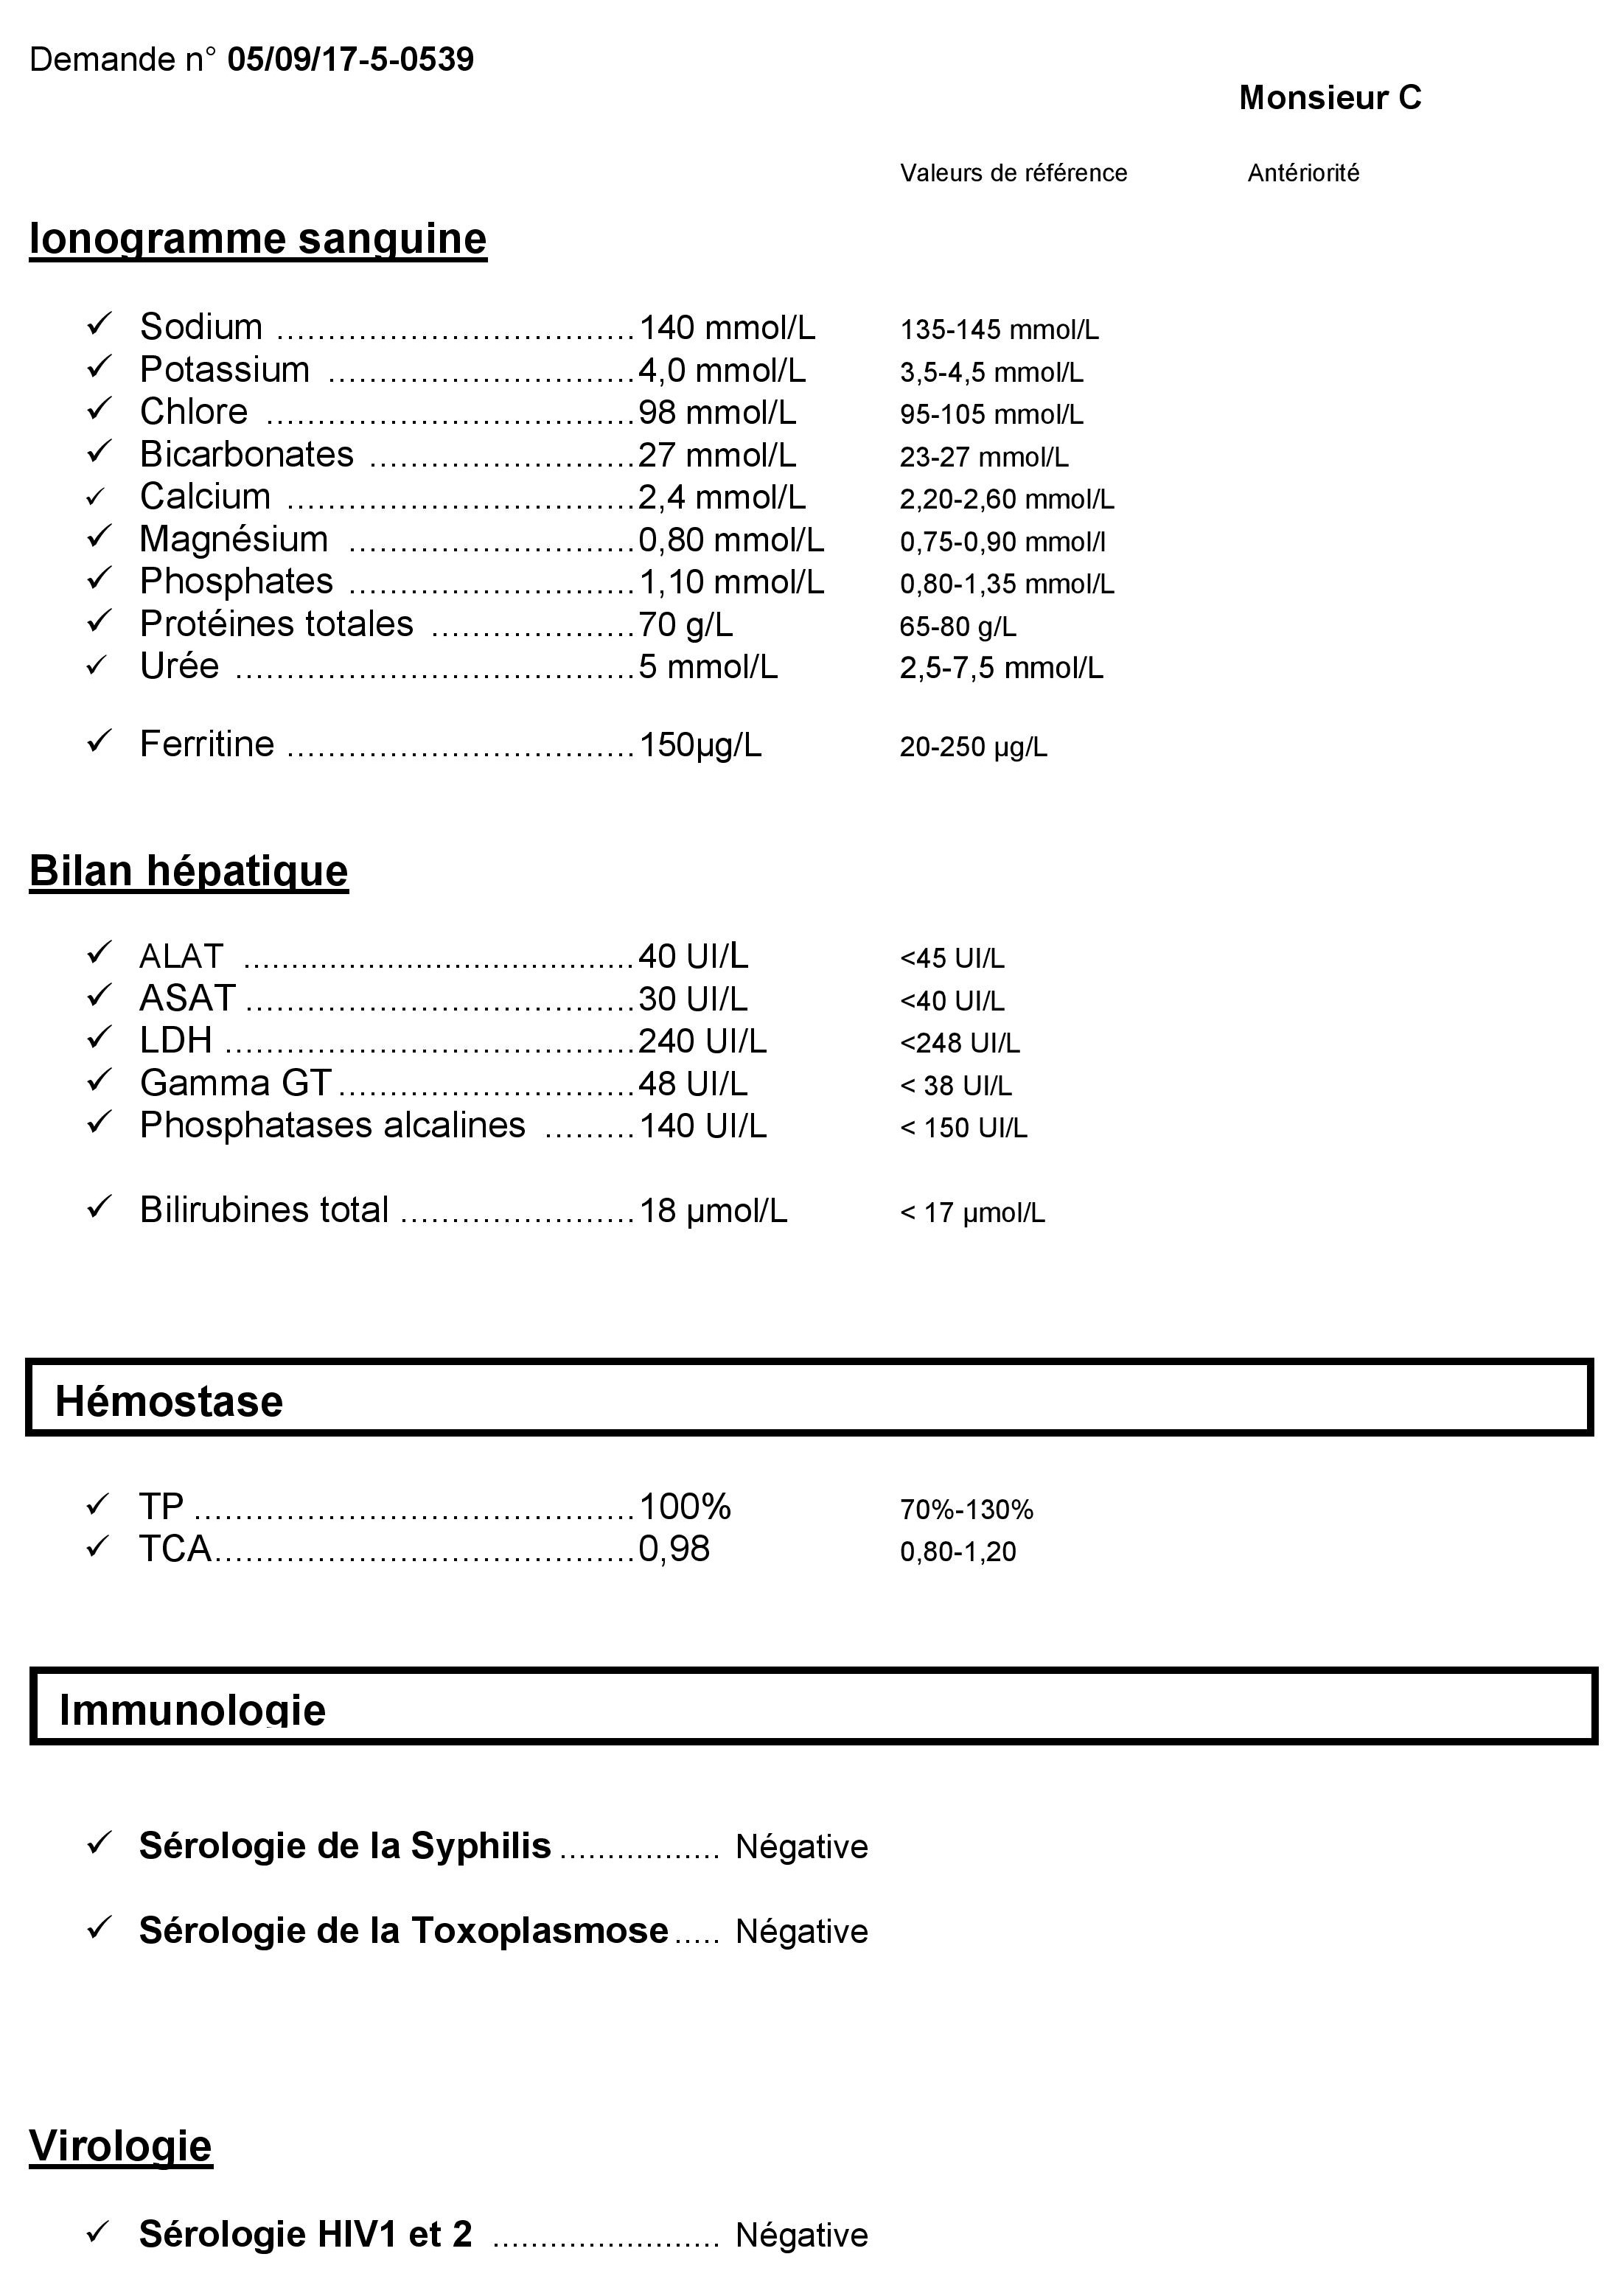 Demande n° 05/09/17-5-0539
Monsieur C
Valeurs de référence Antériorité
Ionogramme sanguine
✓ Sodium ................................... 140 mmol/L 135-145 mmol/L
✓ Potassium .............................. 4,0 mmol/L 3,5-4,5 mmol/L
✓ Chlore .................................... 98 mmol/L 95-105 mmol/L
✓ Bicarbonates .......................... 27 mmol/L 23-27 mmol/L
✓ Calcium .................................. 2,4 mmol/L 2,20-2,60 mmol/L
✓ Magnésium ............................ 0,80 mmol/L 0,75-0,90 mmol/l
✓ Phosphates ............................ 1,10 mmol/L 0,80-1,35 mmol/L
✓ Protéines totales .................... 70 g/L 65-80 g/L
✓ Urée ....................................... 5 mmol/L 2,5-7,5 mmol/L
✓ Ferritine .................................. 150µg/L 20-250 µg/L
Bilan hépatique
✓ ALAT ......................................... 40 UI/L <45 UI/L
✓ ASAT ...................................... 30 UI/L <40 UI/L
✓ LDH ........................................ 240 UI/L <248 UI/L
✓ Gamma GT ............................. 48 UI/L < 38 UI/L
✓ Phosphatases alcalines ......... 140 UI/L < 150 UI/L
✓ Bilirubines total ....................... 18 µmol/L < 17 µmol/L
Hémostase
✓ TP ........................................... 100% 70%-130%
✓ TCA ......................................... 0,98 0,80-1,20
Immunologie
✓ Sérologie de la Syphilis ................. Négative
✓ Sérologie de la Toxoplasmose ..... Négative
Virologie
✓ Sérologie HIV1 et 2 ........................ Négative